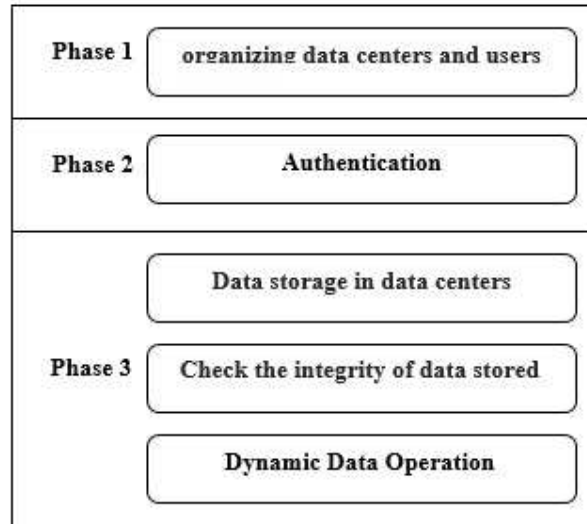 Phase 1
organizing data centers and users
Phase 2
Authentication
Data storage in data centers
Phase 3
Check the integrity of data stored
Dynamic Data Operation